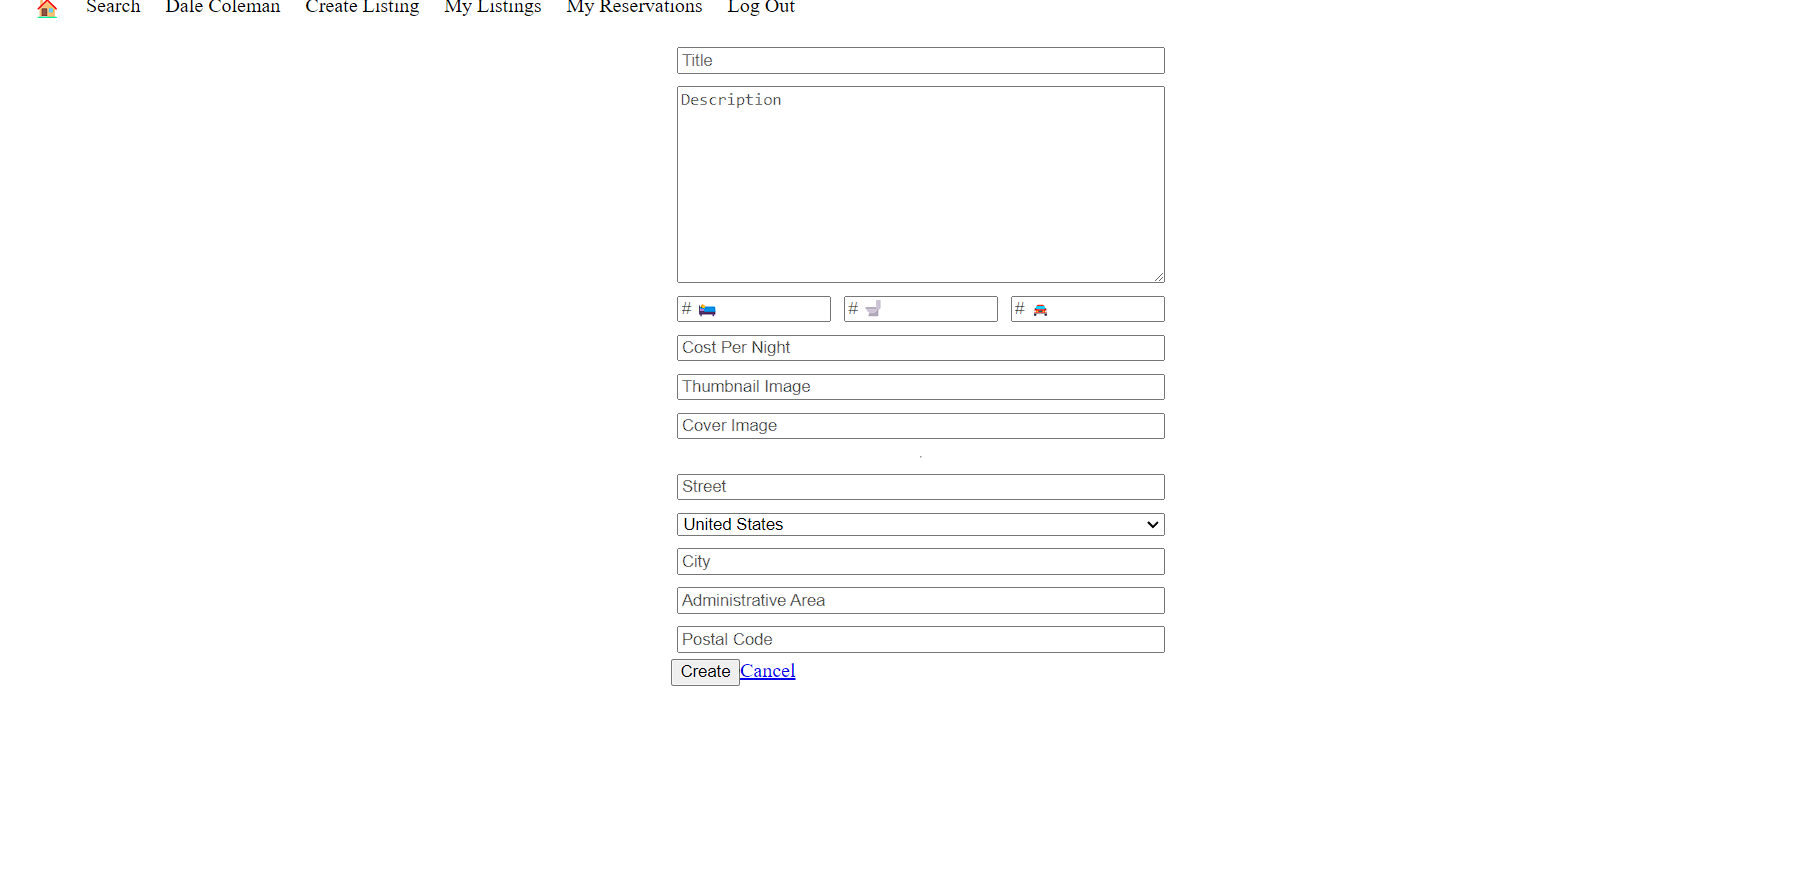 🏠 Search Dale Coleman Create Listing My Listings My Reservations Log Out
Title
Description
# 🛌 # 🚽 # 🚘
Cost Per Night
Thumbnail Image
Cover Image
Street
United States
City
Administrative Area
Postal Code
Create Cancel